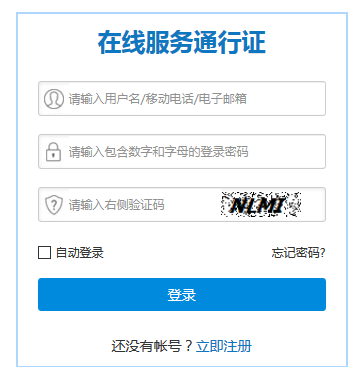 在线服务通行证
请输入用户名/移动电话/电子邮箱
请输入包含数字和字母的登录密码
请输入右侧验证码 NLMI
自动登录 忘记密码?
登录
还没有帐号？立即注册